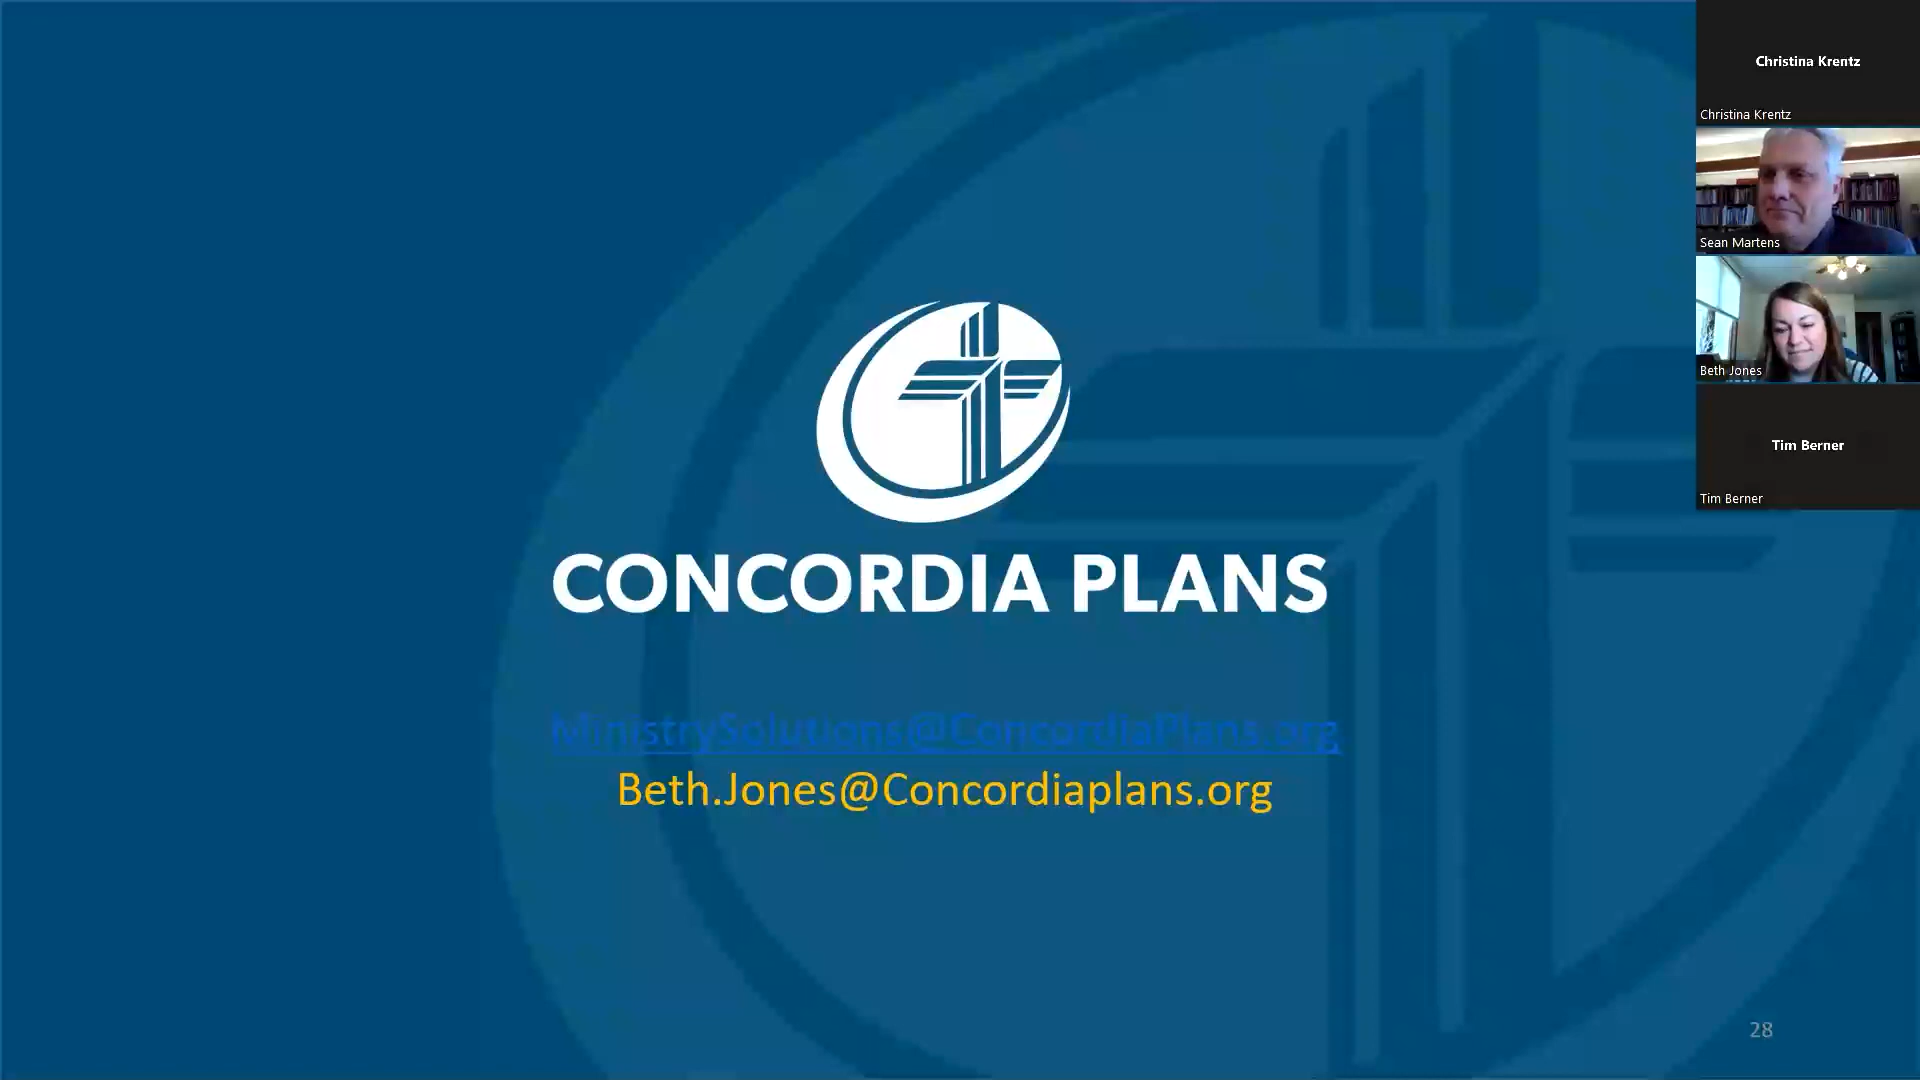 CONCORDIA PLANS
MinistrySolutions@ConcordiaPlans.org
Beth.Jones@Concordiaplans.org
28
Christina Krentz
Christina Krentz
Sean Martens
Beth Jones
Tim Berner
Tim Berner